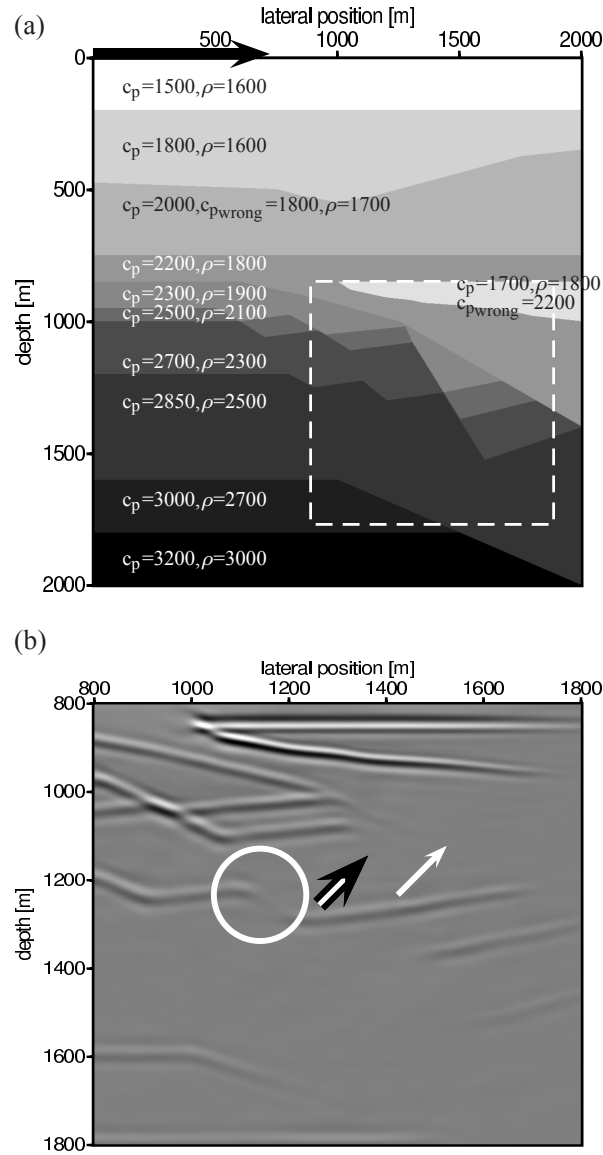 (a)
lateral position [m]
500 1000 1500 2000
0
500
1000
1500
2000
depth [m]
cp=1500,ρ=1600
cp=1800,ρ=1600
cp=2000,cpwrong=1800,ρ=1700
cp=2200,ρ=1800
cp=1700,ρ=1800
cpwrong=2200
cp=2300,ρ=1900
cp=2500,ρ=2100
cp=2700,ρ=2300
cp=2850,ρ=2500
cp=3000,ρ=2700
cp=3200,ρ=3000
(b)
lateral position [m]
800 1000 1200 1400 1600 1800
800
1000
1200
1400
1600
1800
depth [m]